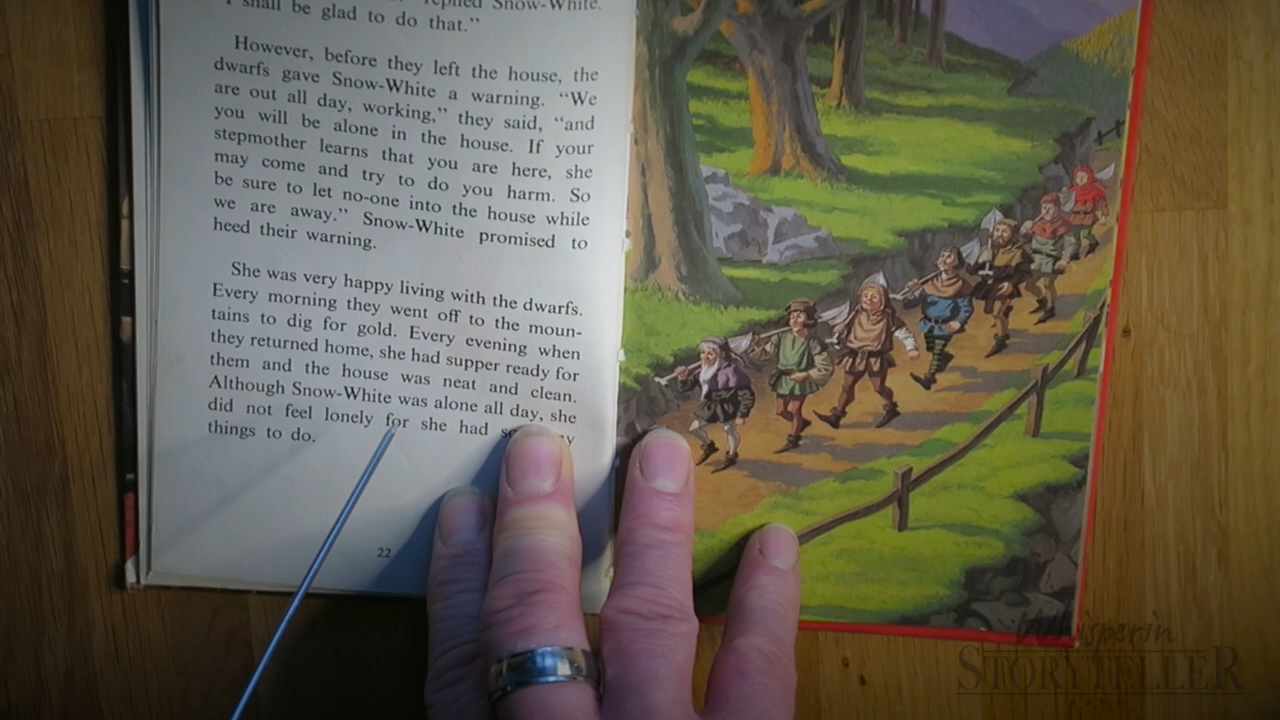 replied Snow-White.
"I shall be glad to do that."
However, before they left the house, the
dwarfs gave Snow-White a warning. "We
are out all day, working," they said, "and
you will be alone in the house. If your
stepmother learns that you are here, she
may come and try to do you harm. So
be sure to let no-one into the house while
we are away." Snow-White promised to
heed their warning.
She was very happy living with the dwarfs.
Every morning they went off to the moun-
tains to dig for gold. Every evening when
they returned home, she had supper ready for
them and the house was neat and clean.
Although Snow-White was alone all day, she
did not feel lonely for she had
things to do.
22
Whisperin
STORYTELLER